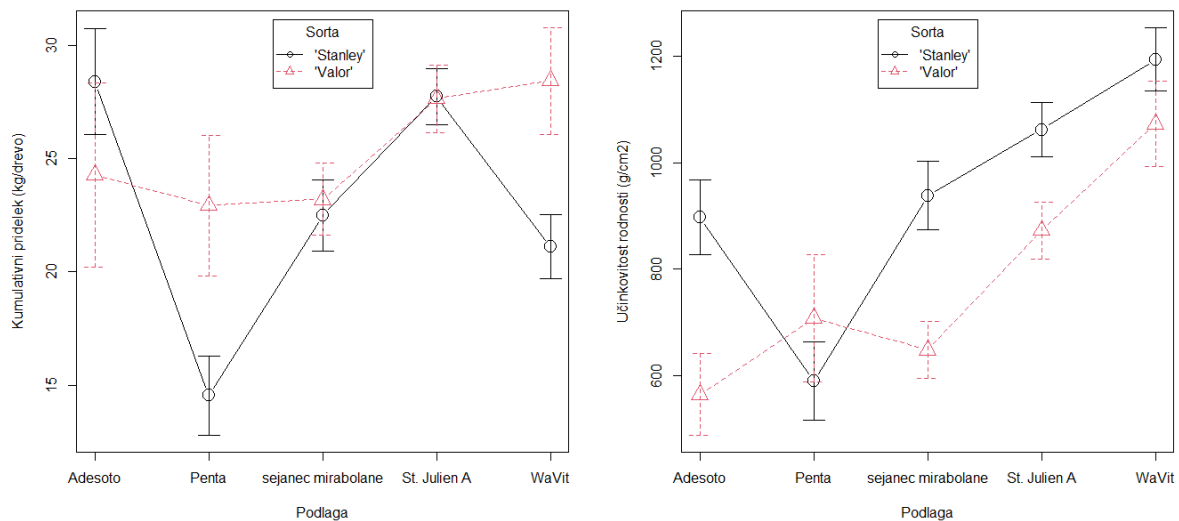 Sorta
'Stanley'
'Valor'
Kumulativni pridelek (kg/drevo)
30
25
20
15
Adesoto Penta sejanec mirabolane St. Julien A WaVit
Podlaga
Sorta
'Stanley'
'Valor'
Učinkovitost rodnosti (g/cm2)
1200
1000
800
600
Adesoto Penta sejanec mirabolane St. Julien A WaVit
Podlaga